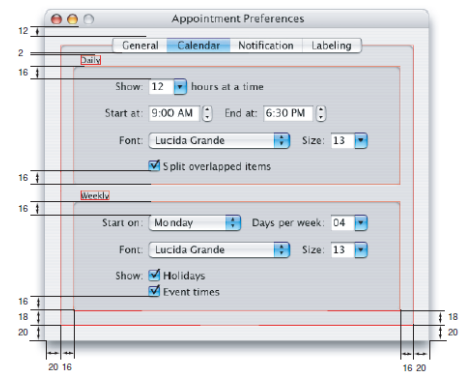 Appointment Preferences
12
General Calendar Notification Labeling
2
Daily
16
Show: 12 hours at a time
Start at: 9:00 AM End at: 6:30 PM
Font: Lucida Grande Size: 13
Split overlapped items
16
Weekly
16
Start on: Monday Days per week: 04
Font: Lucida Grande Size: 13
Show: Holidays
Event times
16
18 18
20 20
20 16 16 20